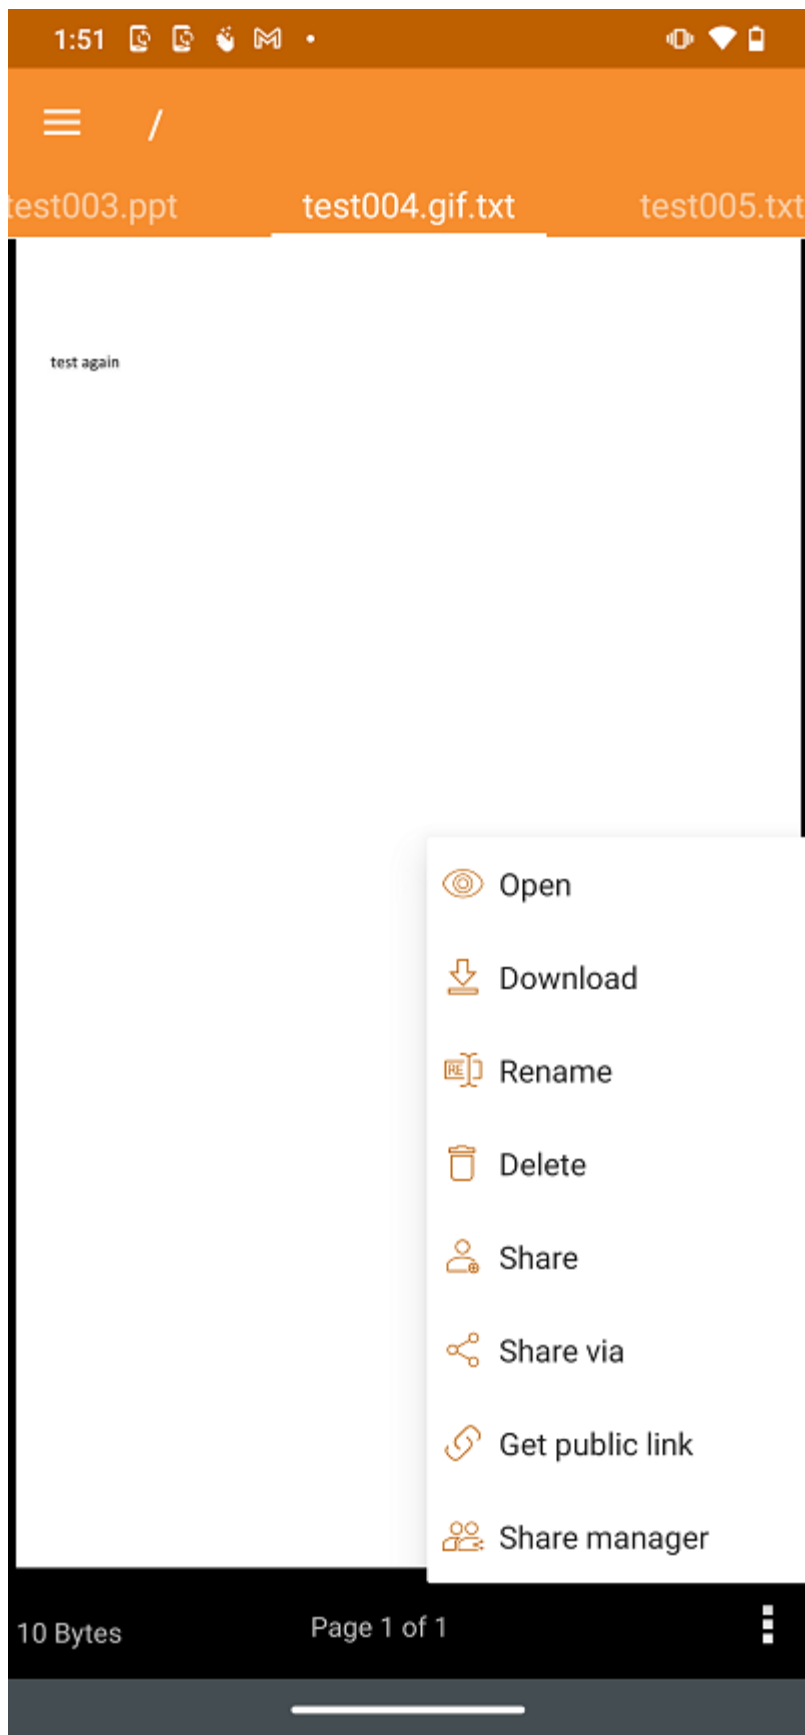 1:51
/
test003.ppt test004.gif.txt test005.txt
test again
Open
Download
RE Rename
Delete
Share
Share via
Get public link
Share manager
10 Bytes Page 1 of 1